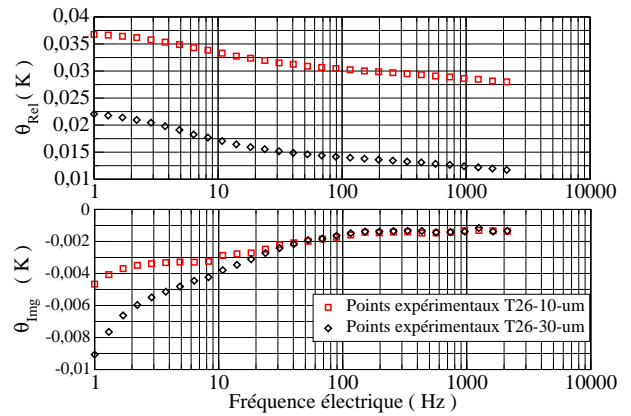 0,04
0,035
0,03
0,025
0,02
0,015
0,01
θRel ( K )
1 10 100 1000 10000
0
-0,002
-0,004
-0,006
-0,008
-0,01
θImg ( K )
Points expérimentaux T26-10-um
Points expérimentaux T26-30-um
1 10 100 1000 10000
Fréquence électrique ( Hz )